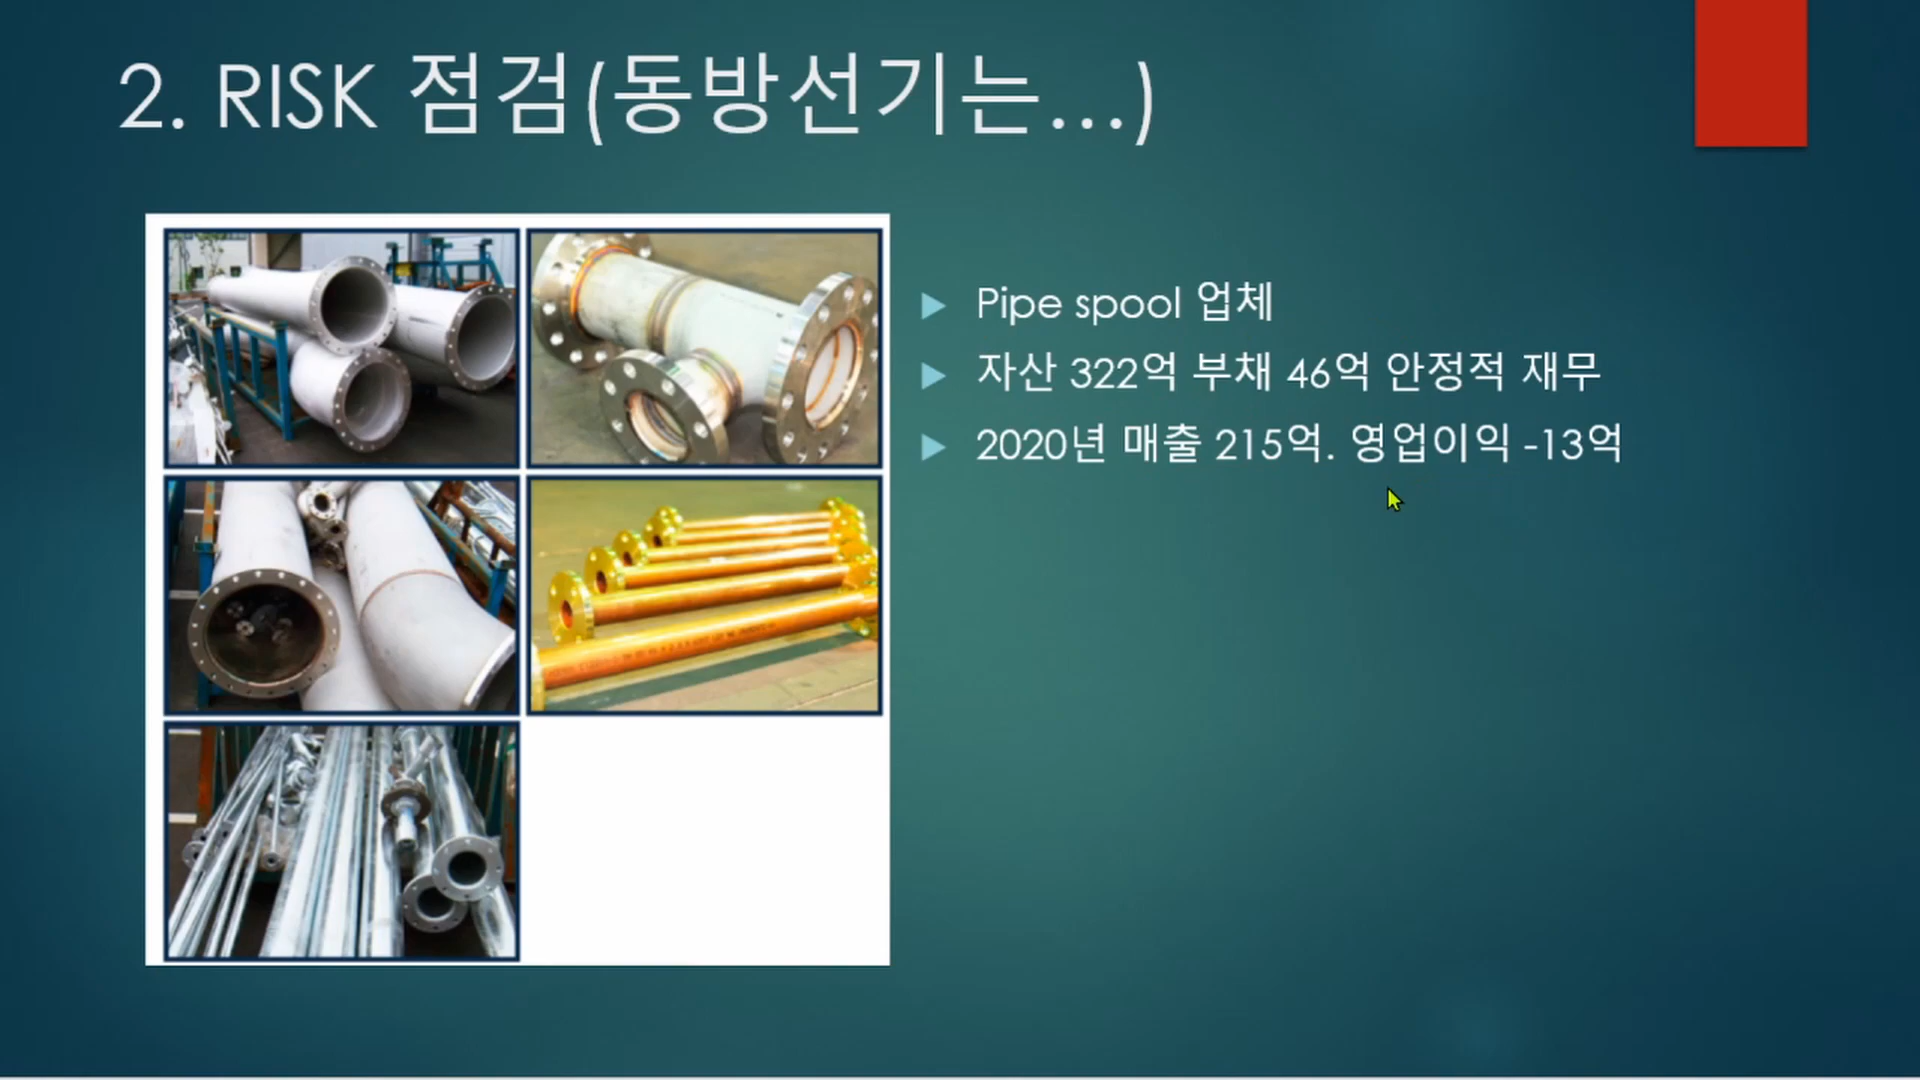 2. RISK 점검(동방선기는...)
Pipe spool 업체
자산 322억 부채 46억 안정적 재무
2020년 매출 215억. 영업이익 -13억